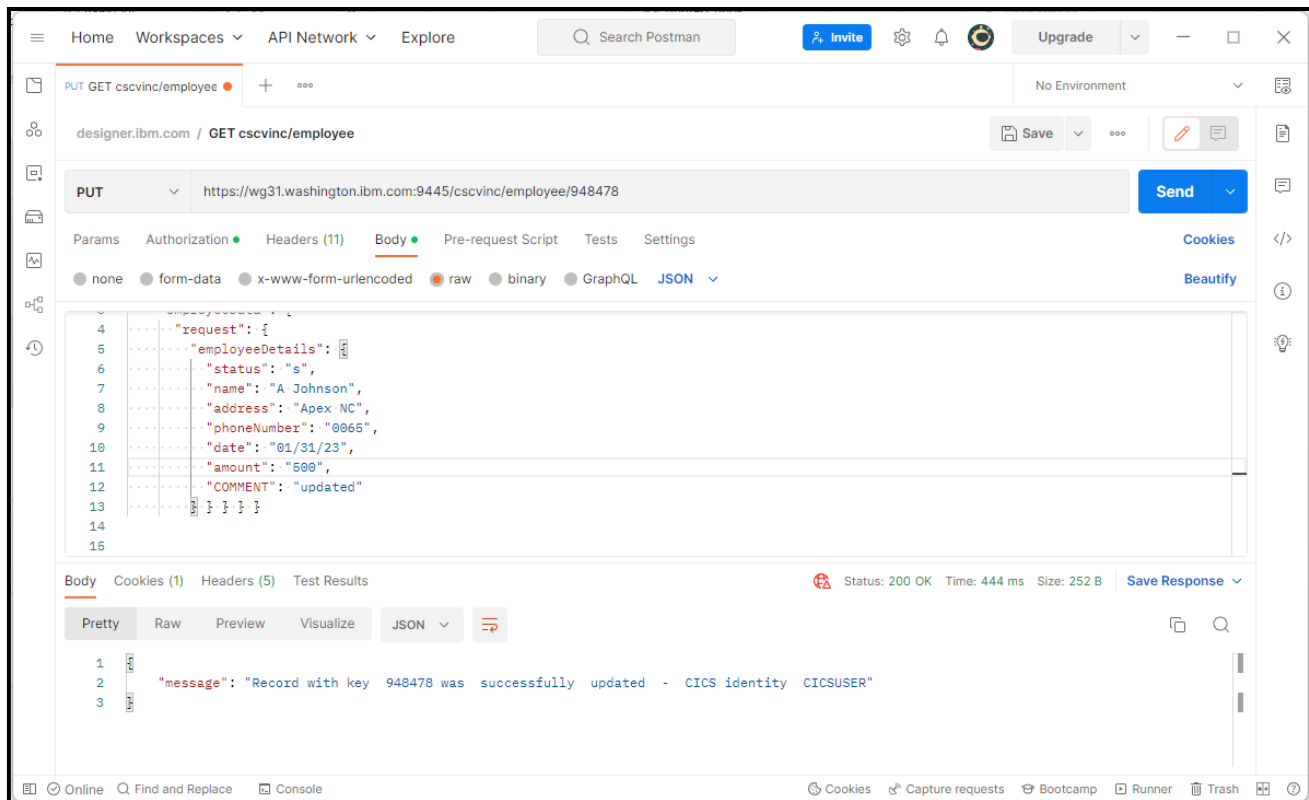 Home Workspaces API Network Explore Search Postman Invite Upgrade
PUT GET cscvinc/employee No Environment
designer.ibm.com / GET cscvinc/employee Save
PUT https://wg31.washington.ibm.com:9445/cscvinc/employee/948478 Send
Params Authorization Headers (11) Body Pre-request Script Tests Settings Cookies
none form-data x-www-form-urlencoded raw binary GraphQL JSON Beautify
4 "request": {
5 "employeeDetails": {
6 "status": "s",
7 "name": "A Johnson",
8 "address": "Apex NC",
9 "phoneNumber": "0065",
10 "date": "01/31/23",
11 "amount": "500",
12 "COMMENT": "updated"
13 } } } } }
14
15
Body Cookies (1) Headers (5) Test Results Status: 200 OK Time: 444 ms Size: 252 B Save Response
Pretty Raw Preview Visualize JSON
1 {
2 "message": "Record with key 948478 was successfully updated - CICS identity CICSUSER"
3 }
Online Find and Replace Console Cookies Capture requests Bootcamp Runner Trash